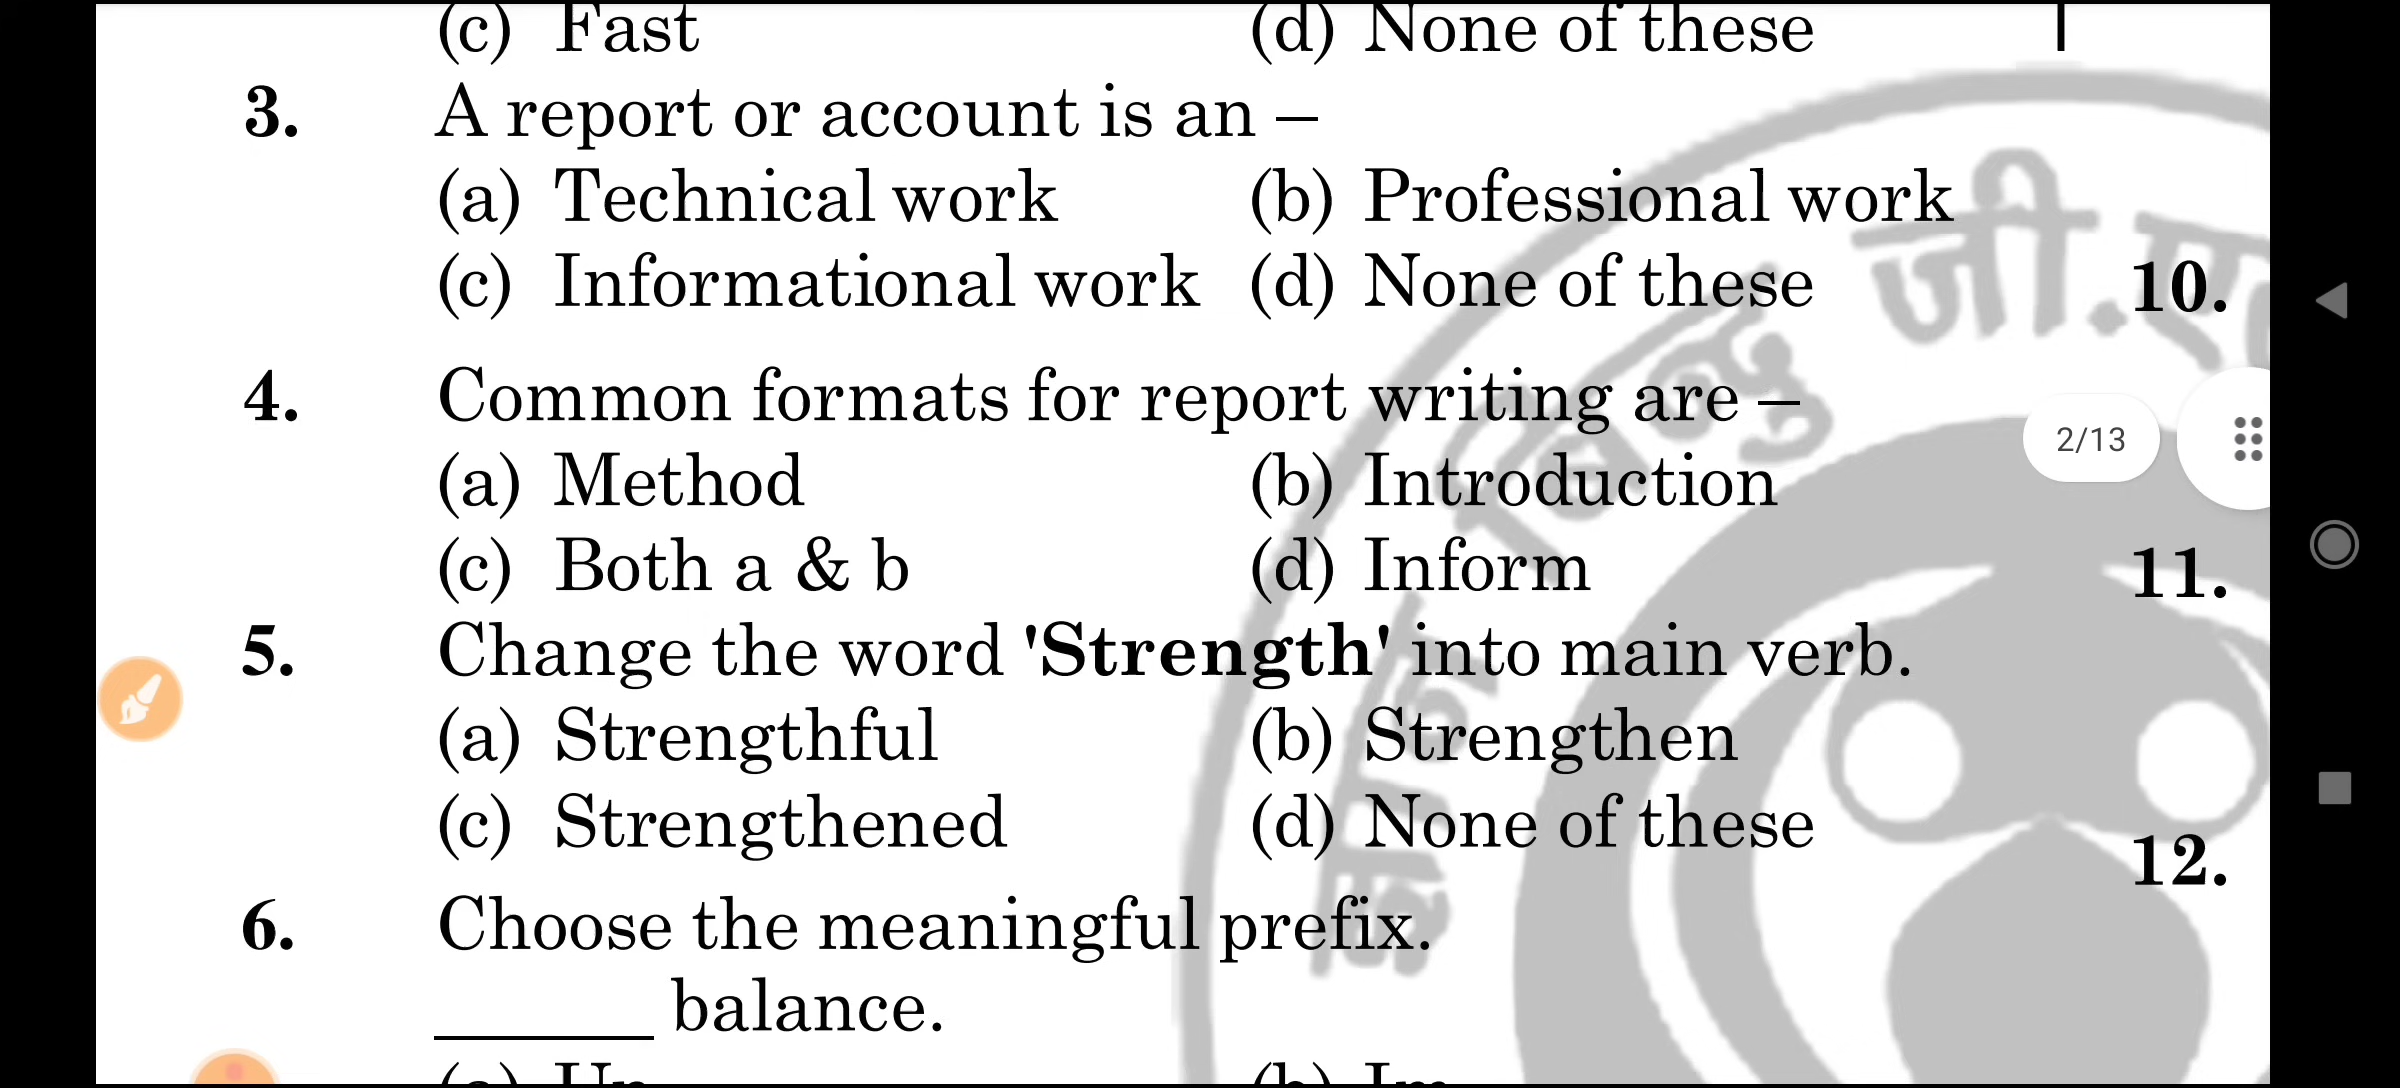 (c) Fast (d) None of these
3. A report or account is an –
(a) Technical work (b) Professional work
(c) Informational work (d) None of these
4. Common formats for report writing are –
(a) Method (b) Introduction
(c) Both a & b (d) Inform
5. Change the word 'Strength' into main verb.
(a) Strengthful (b) Strengthen
(c) Strengthened (d) None of these
6. Choose the meaningful prefix.
______ balance.
10.
2/13
11.
12.
जी.ए